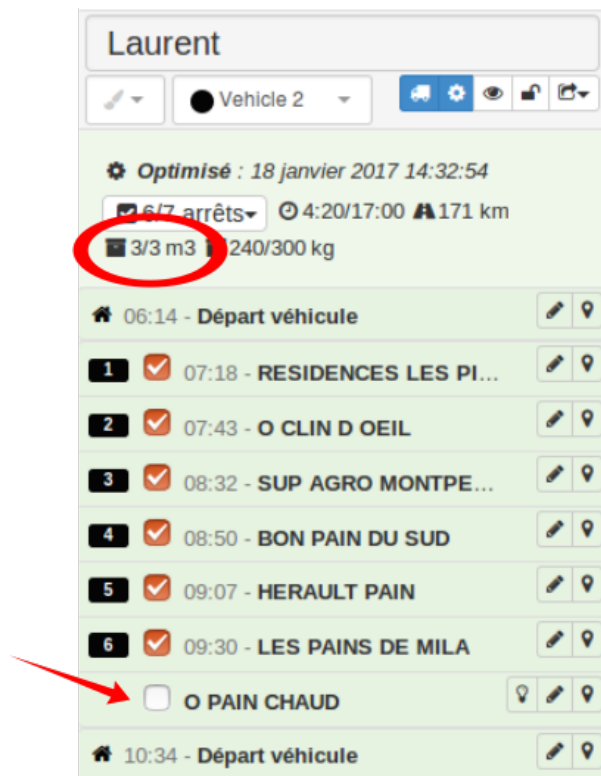 Laurent
Vehicle 2
Optimisé : 18 janvier 2017 14:32:54
6/7 arrêts 4:20/17:00 171 km
3/3 m3 240/300 kg
06:14 - Départ véhicule
1 07:18 - RESIDENCES LES PI...
2 07:43 - O CLIN D OEIL
3 08:32 - SUP AGRO MONTPE...
4 08:50 - BON PAIN DU SUD
5 09:07 - HERAULT PAIN
6 09:30 - LES PAINS DE MILA
O PAIN CHAUD
10:34 - Départ véhicule